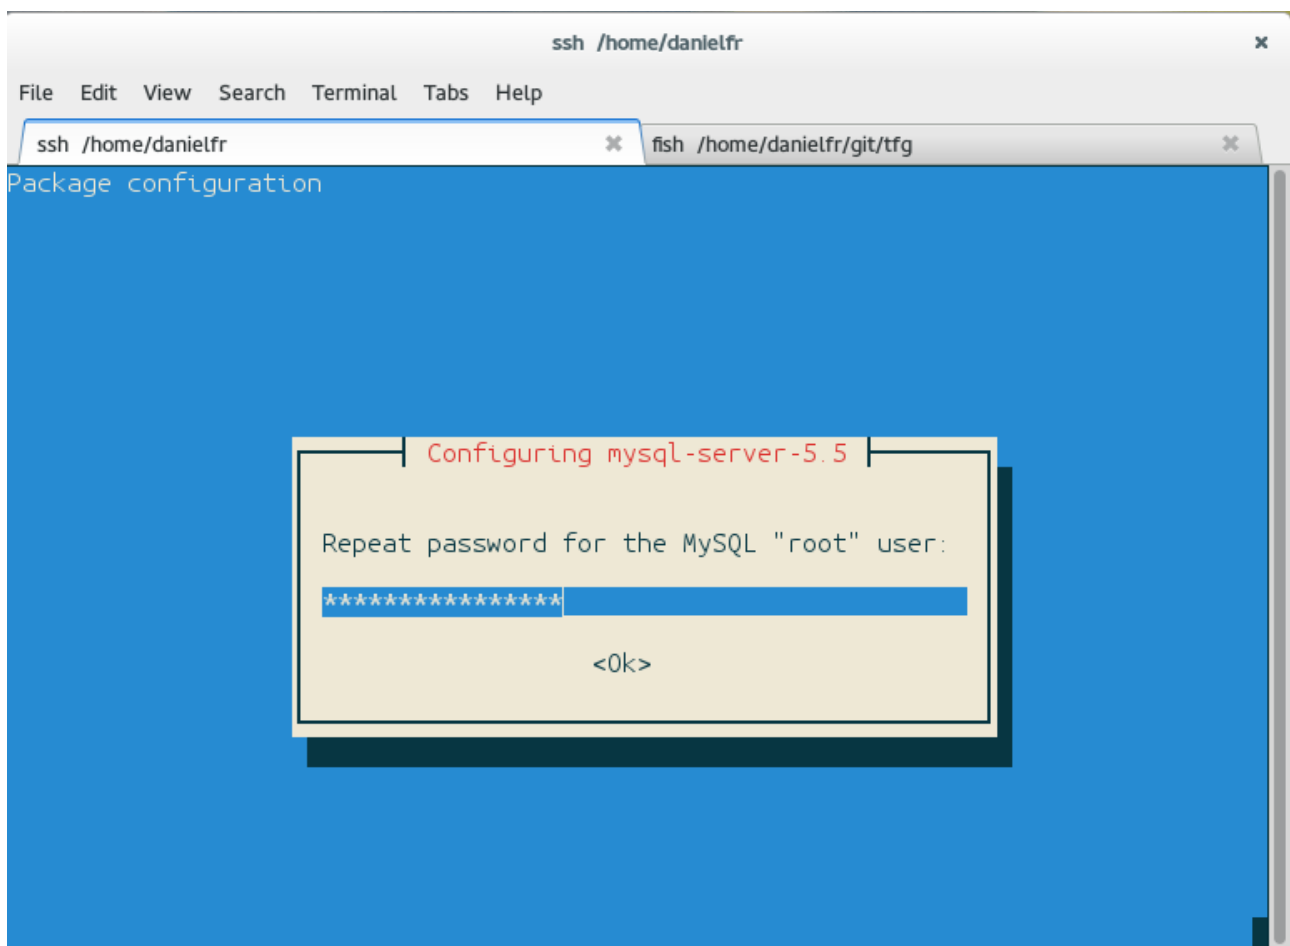 ssh /home/danielfr
File Edit View Search Terminal Tabs Help
ssh /home/danielfr fish /home/danielfr/git/tfg
Package configuration
Configuring mysql-server-5.5
Repeat password for the MySQL "root" user:
****************
<Ok>